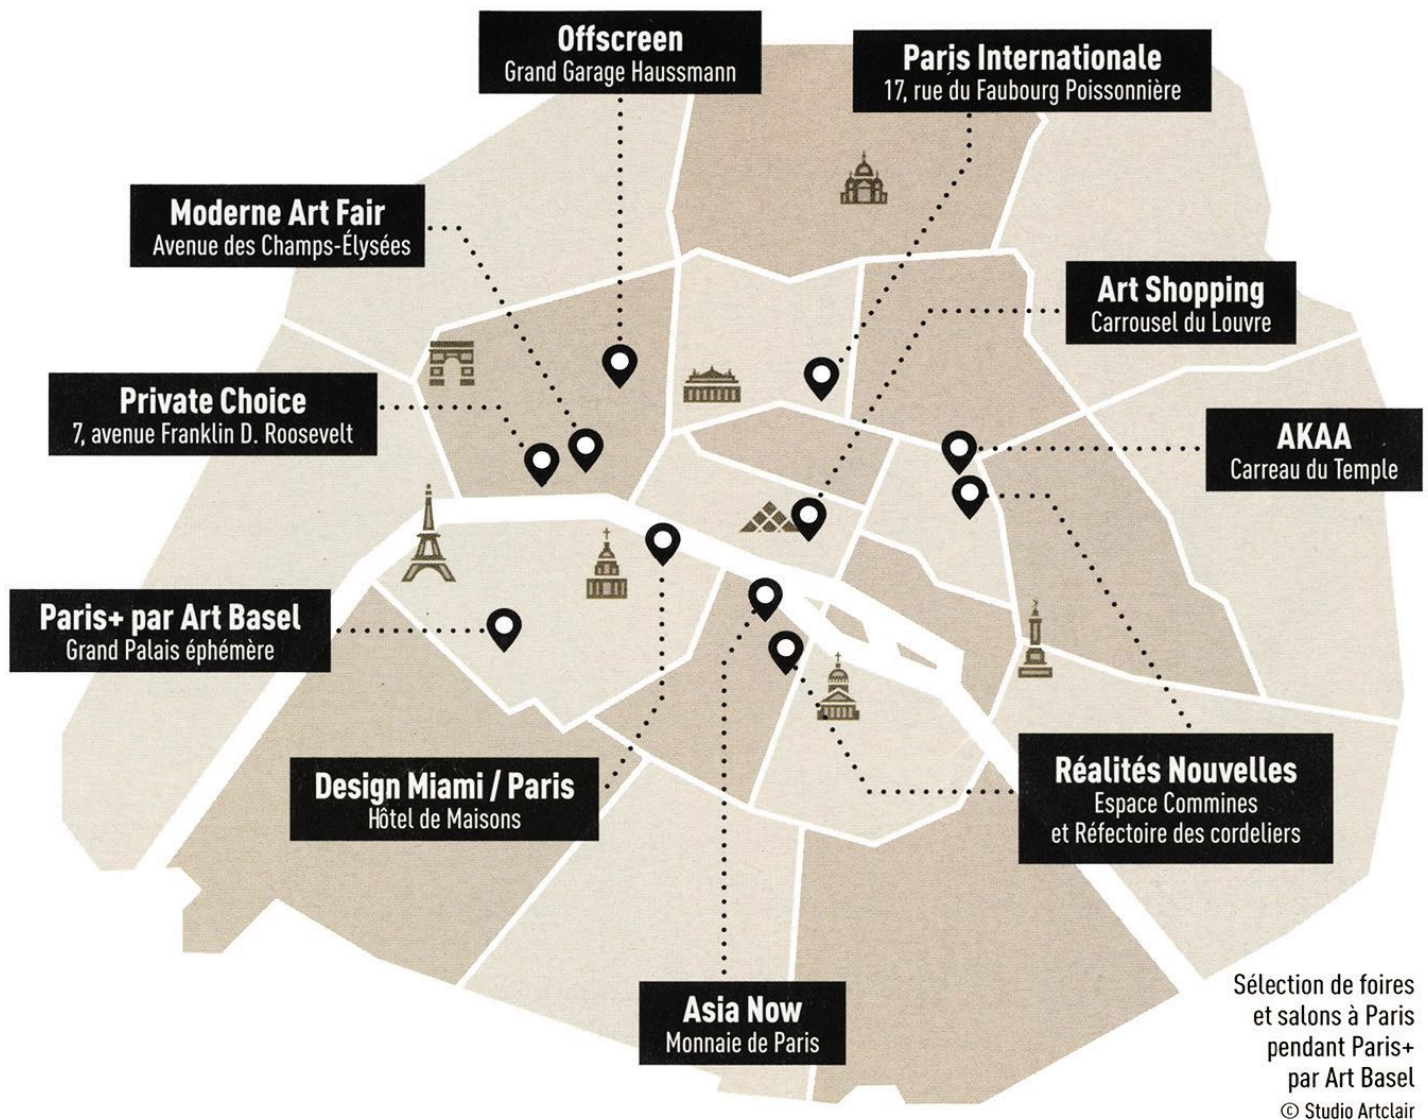 Offscreen
Grand Garage Haussmann
Paris Internationale
17, rue du Faubourg Poissonnière
Moderne Art Fair
Avenue des Champs-Élysées
Art Shopping
Carrousel du Louvre
Private Choice
7, avenue Franklin D. Roosevelt
AKAA
Carreau du Temple
Paris+ par Art Basel
Grand Palais éphémère
Design Miami / Paris
Hôtel de Maisons
Réalités Nouvelles
Espace Commines
et Réfectoire des cordeliers
Asia Now
Monnaie de Paris
Sélection de foires
et salons à Paris
pendant Paris+
par Art Basel
© Studio Artclair